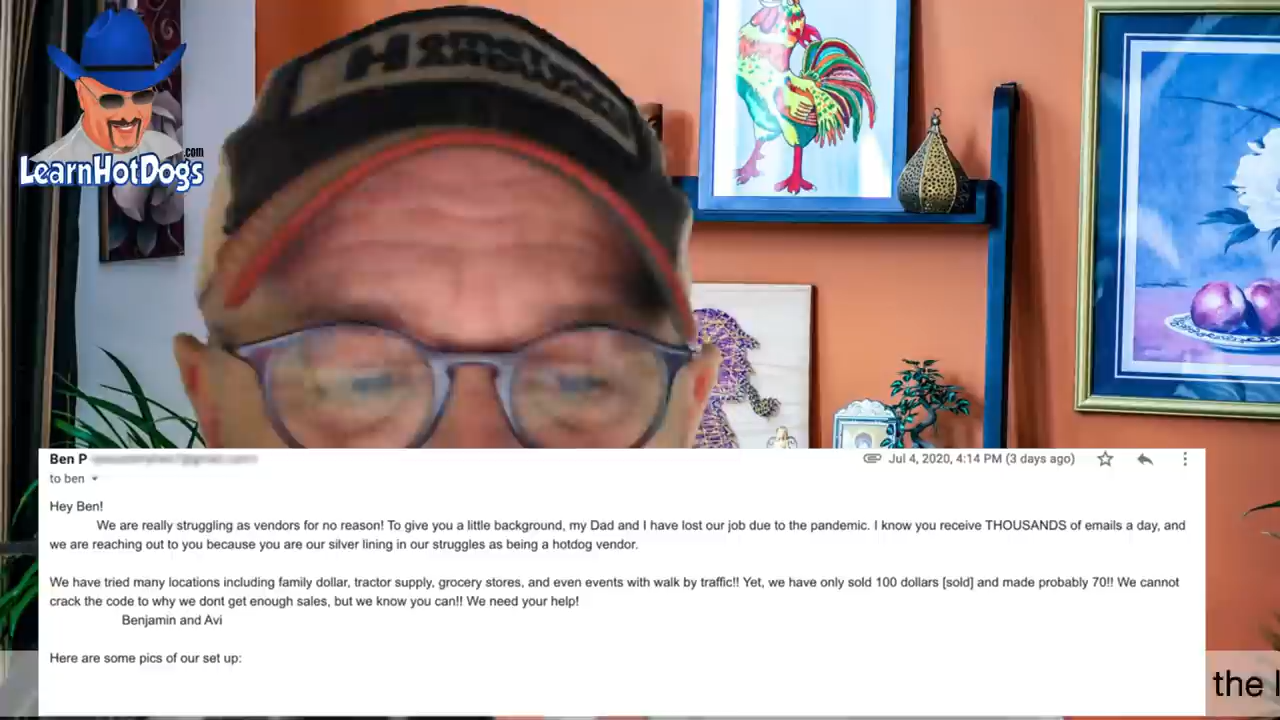 .com
LearnHotDogs
Ben P
Jul 4, 2020, 4:14 PM (3 days ago)
to ben
Hey Ben!
We are really struggling as vendors for no reason! To give you a little background, my Dad and I have lost our job due to the pandemic. I know you receive THOUSANDS of emails a day, and
we are reaching out to you because you are our silver lining in our struggles as being a hotdog vendor.
We have tried many locations including family dollar, tractor supply, grocery stores, and even events with walk by traffic!! Yet, we have only sold 100 dollars [sold] and made probably 70!! We cannot
crack the code to why we dont get enough sales, but we know you can!! We need your help!
Benjamin and Avi
Here are some pics of our set up:
the